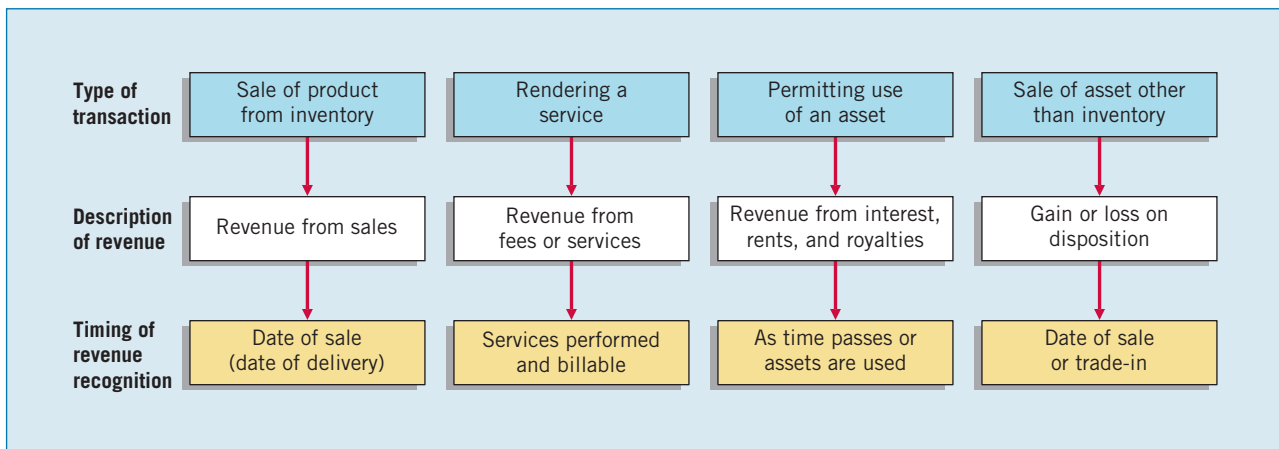 Type of
transaction
Sale of product
from inventory
Rendering a
service
Permitting use
of an asset
Sale of asset other
than inventory
Description
of revenue
Revenue from sales
Revenue from
fees or services
Revenue from interest,
rents, and royalties
Gain or loss on
disposition
Timing of
revenue
recognition
Date of sale
(date of delivery)
Services performed
and billable
As time passes or
assets are used
Date of sale
or trade-in